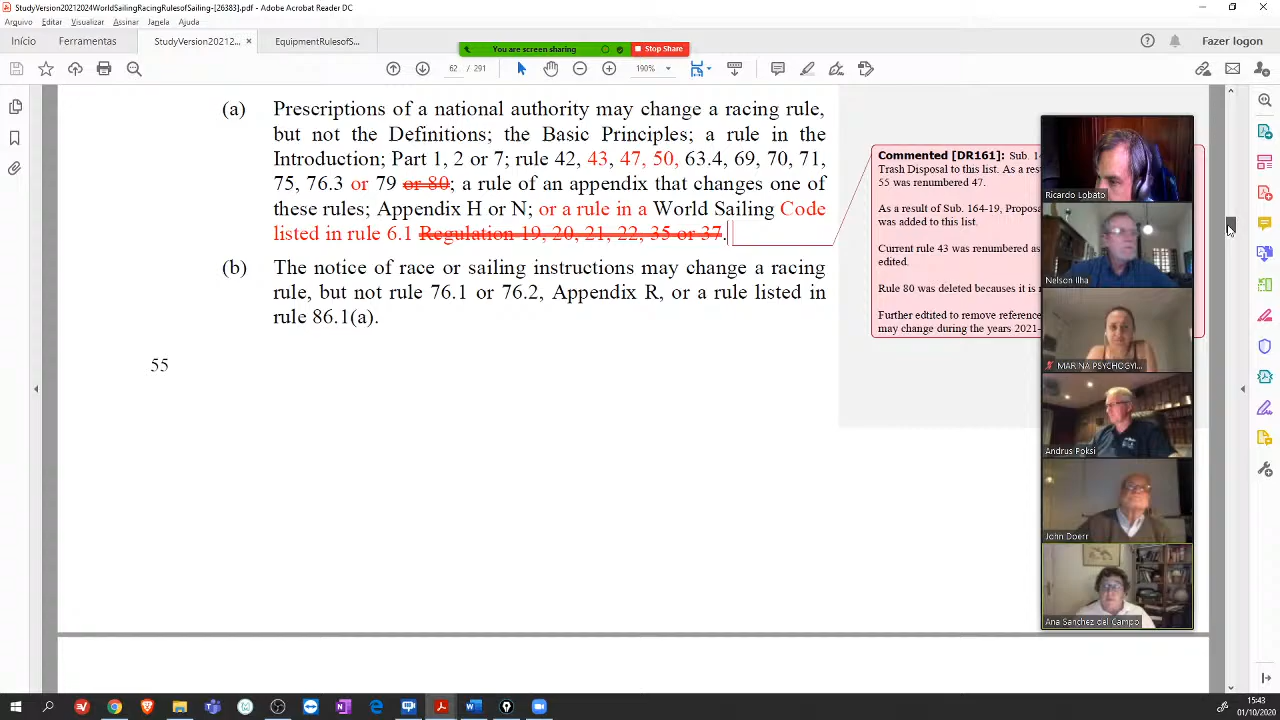 StudyVersion20212024WorldSailingRacingRulesofSailing-[26383].pdf - Adobe Acrobat Reader DC
Arquivo Editar Visualizar Assinar Janela Ajuda
Início Ferramentas StudyVersion20212... × EquipmentRulesofS... Fazer logon
You are screen sharing Stop Share
62 / 291 190%
(a) Prescriptions of a national authority may change a racing rule,
but not the Definitions; the Basic Principles; a rule in the
Introduction; Part 1, 2 or 7; rule 42, 43, 47, 50, 63.4, 69, 70, 71,
75, 76.3 or 79 or 80; a rule of an appendix that changes one of
these rules; Appendix H or N; or a rule in a World Sailing Code
listed in rule 6.1 Regulation 19, 20, 21, 22, 35 or 37.
(b) The notice of race or sailing instructions may change a racing
rule, but not rule 76.1 or 76.2, Appendix R, or a rule listed in
rule 86.1(a).
55
Commented [DR161]: Sub. 1
Trash Disposal to this list. As a res
55 was renumbered 47.
As a result of Sub. 164-19, Propos
was added to this list.
Current rule 43 was renumbered as
edited.
Rule 80 was deleted because it is
Further edtited to remove reference
may change during the years 2021-
Ricardo Lobato
Nelson Ilha
MARINA PSYCHOGYI...
Andrus Poksi
John Doerr
Ana Sanchez del Campo
15:43
01/10/2020